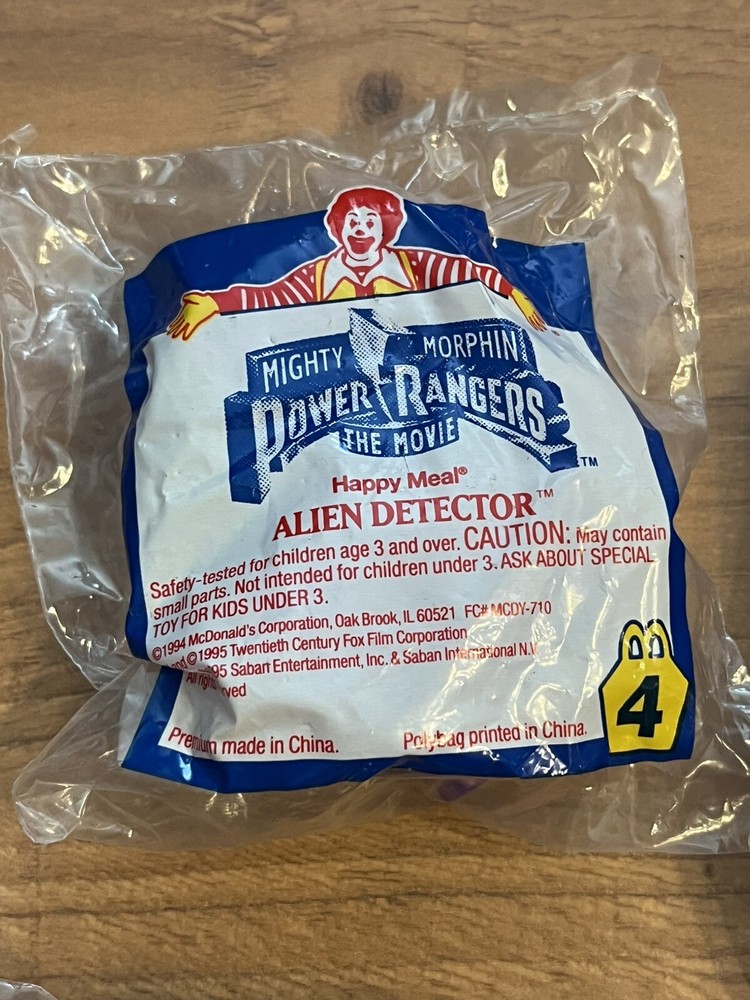 MIGHTY MORPHIN
POWER RANGERS
THE MOVIE ™
Happy Meal®
ALIEN DETECTOR™
Safety-tested for children age 3 and over. CAUTION: May contain
small parts. Not intended for children under 3. ASK ABOUT SPECIAL
TOY FOR KIDS UNDER 3.
©1994 McDonald's Corporation, Oak Brook, IL 60521 FC# MCDY-710
and ©1995 Twentieth Century Fox Film Corporation
95 Saban Entertainment, Inc. & Saban International N.V.
All
Premium made in China. Polybag printed in China.
4